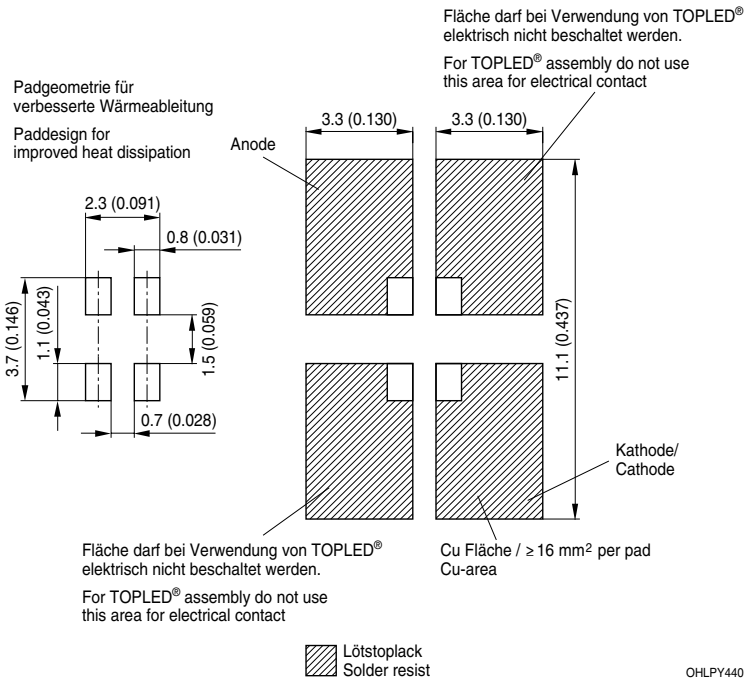 Fläche darf bei Verwendung von TOPLED®
elektrisch nicht beschaltet werden.
For TOPLED® assembly do not use
this area for electrical contact
Padgeometrie für
verbesserte Wärmeableitung
Paddesign for
improved heat dissipation
Anode
3.3 (0.130)
3.3 (0.130)
2.3 (0.091)
0.8 (0.031)
3.7 (0.146)
1.1 (0.043)
1.5 (0.059)
0.7 (0.028)
11.1 (0.437)
Kathode/
Cathode
Fläche darf bei Verwendung von TOPLED®
elektrisch nicht beschaltet werden.
For TOPLED® assembly do not use
this area for electrical contact
Cu Fläche / ≥ 16 mm² per pad
Cu-area
Lötstoplack
Solder resist
OHLPY440